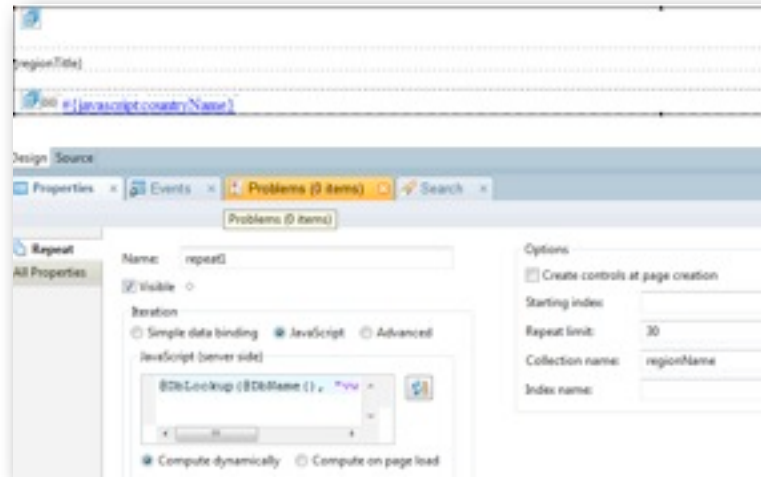 {regionTitle}
#{javascript:countryName}
Design Source
Properties × Events × Problems (0 items) Search ×
Problems (0 items)
Repeat
All Properties
Name: repeat1
Visible
Iteration
Simple data binding JavaScript Advanced
JavaScript (server side)
@DbLookup(@DbName(), "vw
Compute dynamically Compute on page load
Options
Create controls at page creation
Starting index:
Repeat limit: 30
Collection name: regionName
Index name: